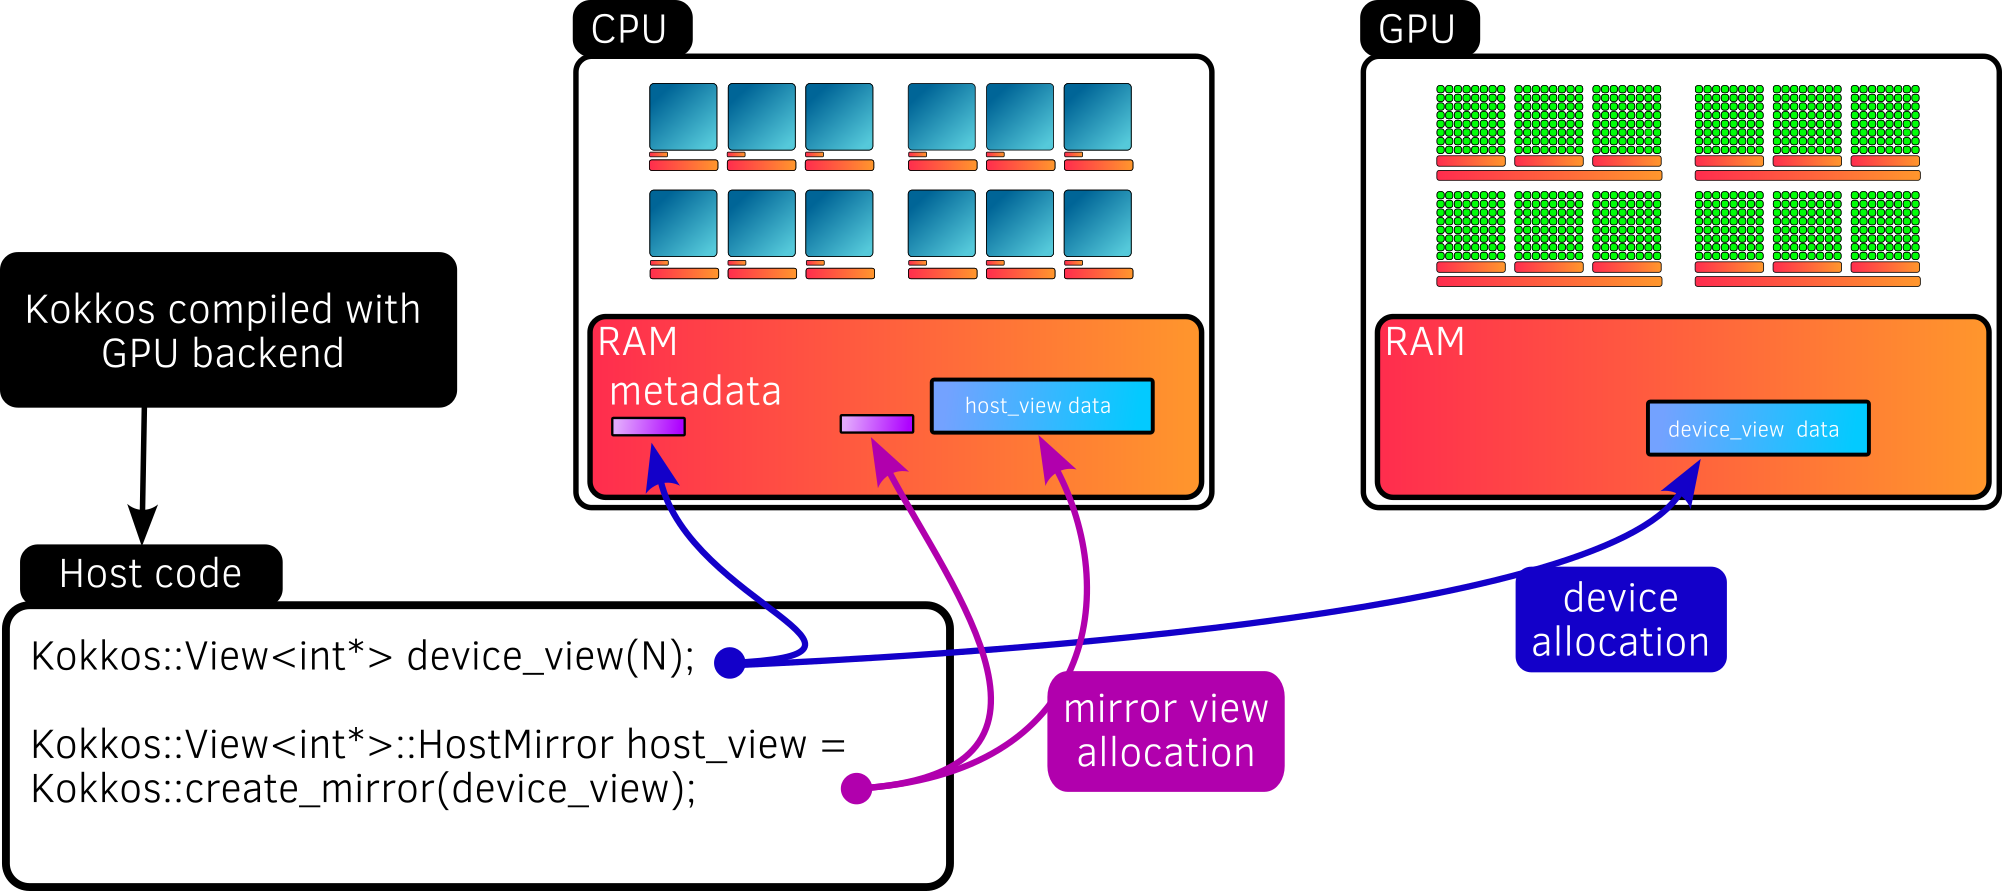 CPU
GPU
RAM
metadata
host_view data
RAM
device_view data
Kokkos compiled with
GPU backend
Host code
Kokkos::View<int*> device_view(N);
Kokkos::View<int*>::HostMirror host_view =
Kokkos::create_mirror(device_view);
device
allocation
mirror view
allocation